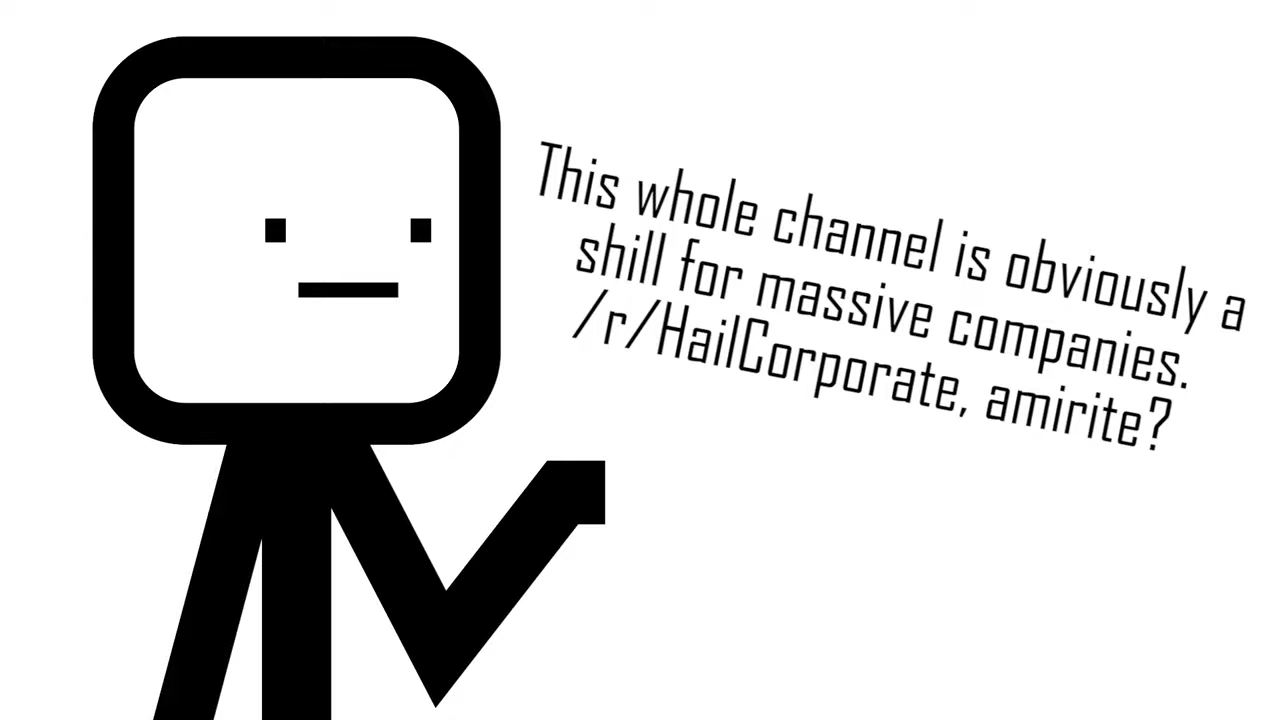 This whole channel is obviously a
shill for massive companies.
/r/HailCorporate, amirite?